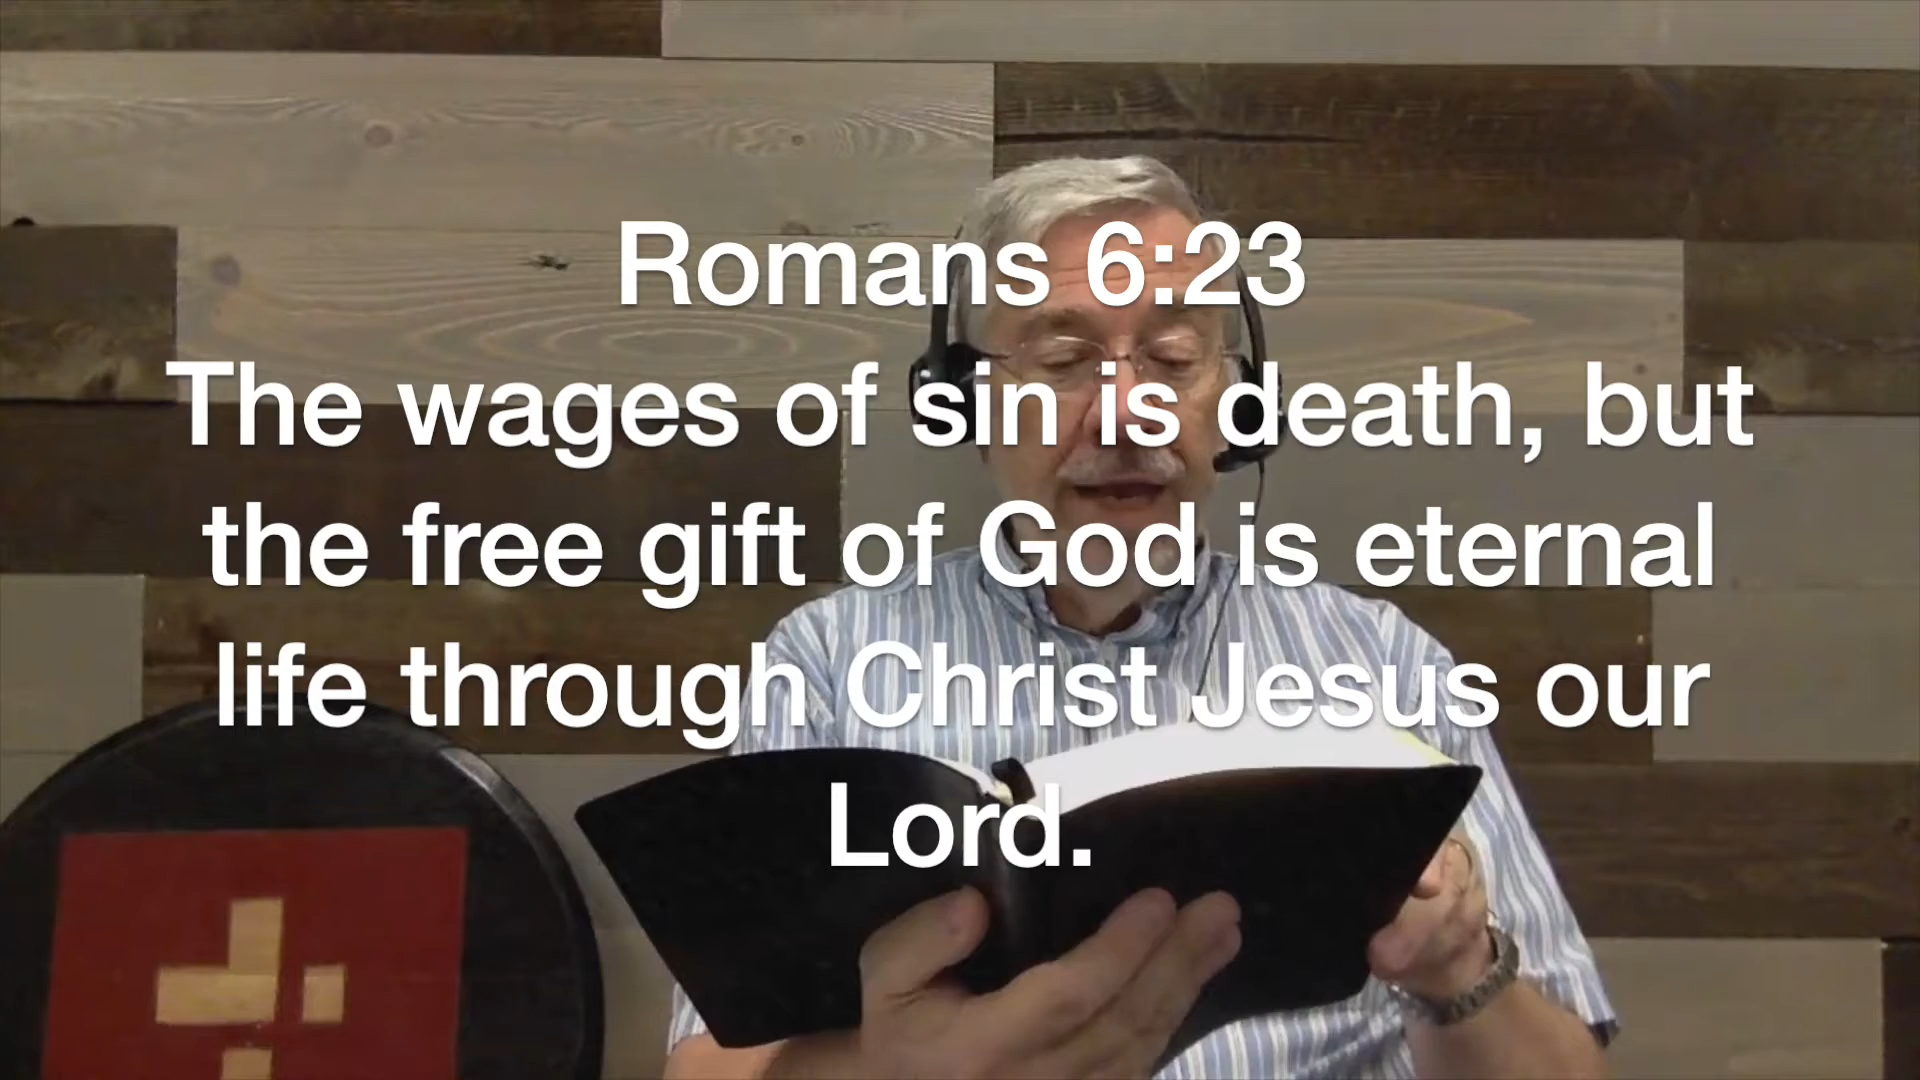 Romans 6:23
The wages of sin is death, but
the free gift of God is eternal
life through Christ Jesus our
Lord.